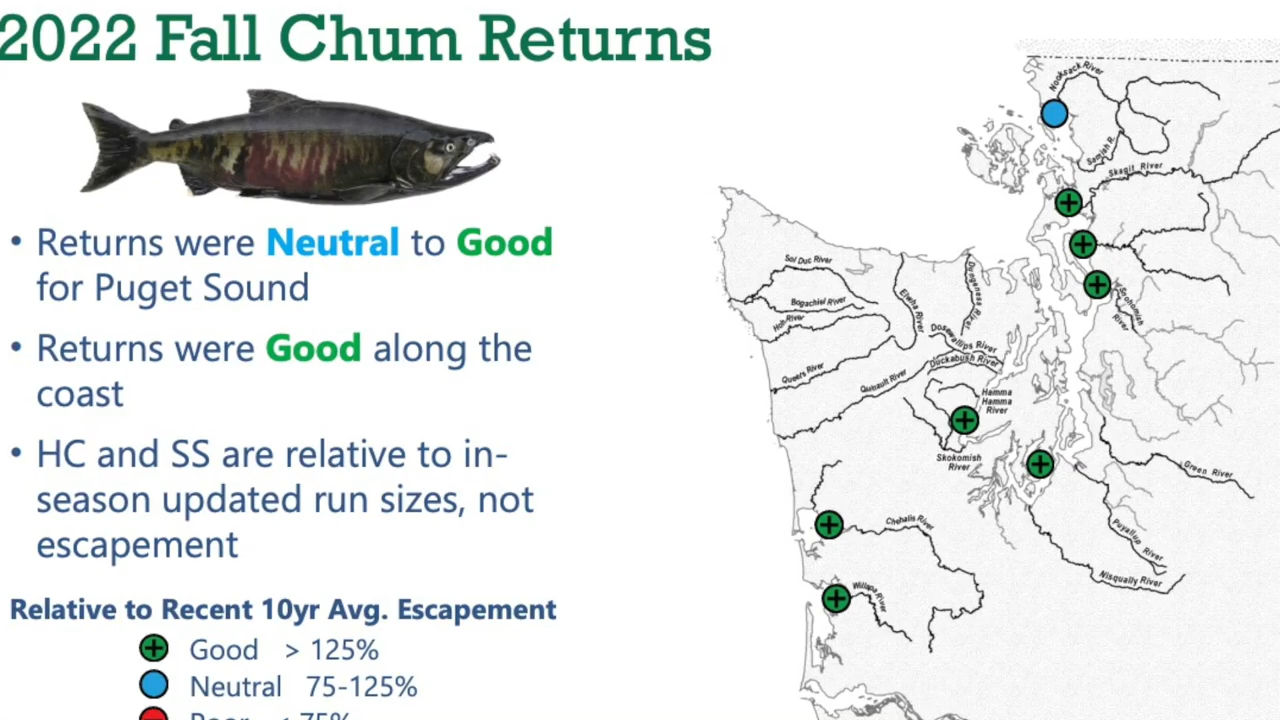 2022 Fall Chum Returns
• Returns were Neutral to Good
for Puget Sound
• Returns were Good along the
coast
• HC and SS are relative to in-
season updated run sizes, not
escapement
Relative to Recent 10yr Avg. Escapement
Good > 125%
Neutral 75-125%
Poor < 75%
Nooksack River
Samish R.
Skagit River
Snohomish
River
Sol Duc River
Bogachiel River
Hoh River
Elwha River
Dungeness River
Dosewallips River
Duckabush River
Queets River
Quinault River
Hamma
Hamma
River
Skokomish
River
Green River
Chehalis River
Puyallup River
Nisqually River
Willapa River